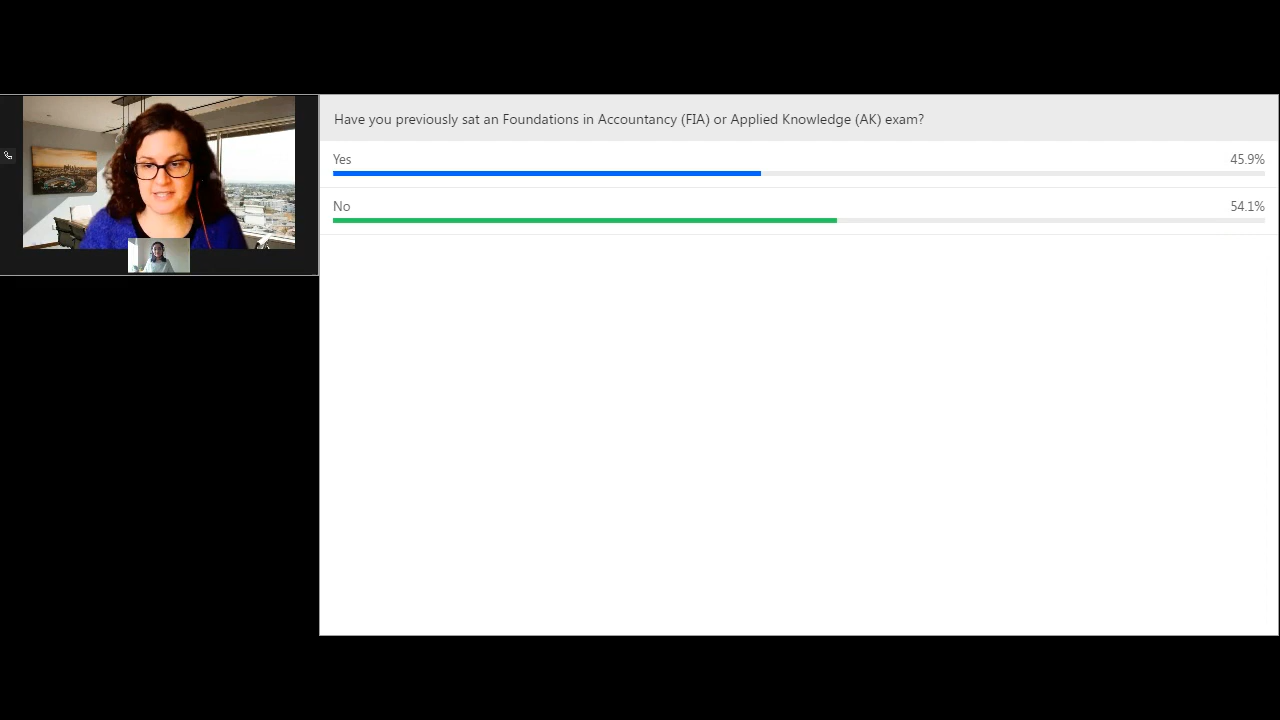 Have you previously sat an Foundations in Accountancy (FIA) or Applied Knowledge (AK) exam?
Yes 45.9%
No 54.1%